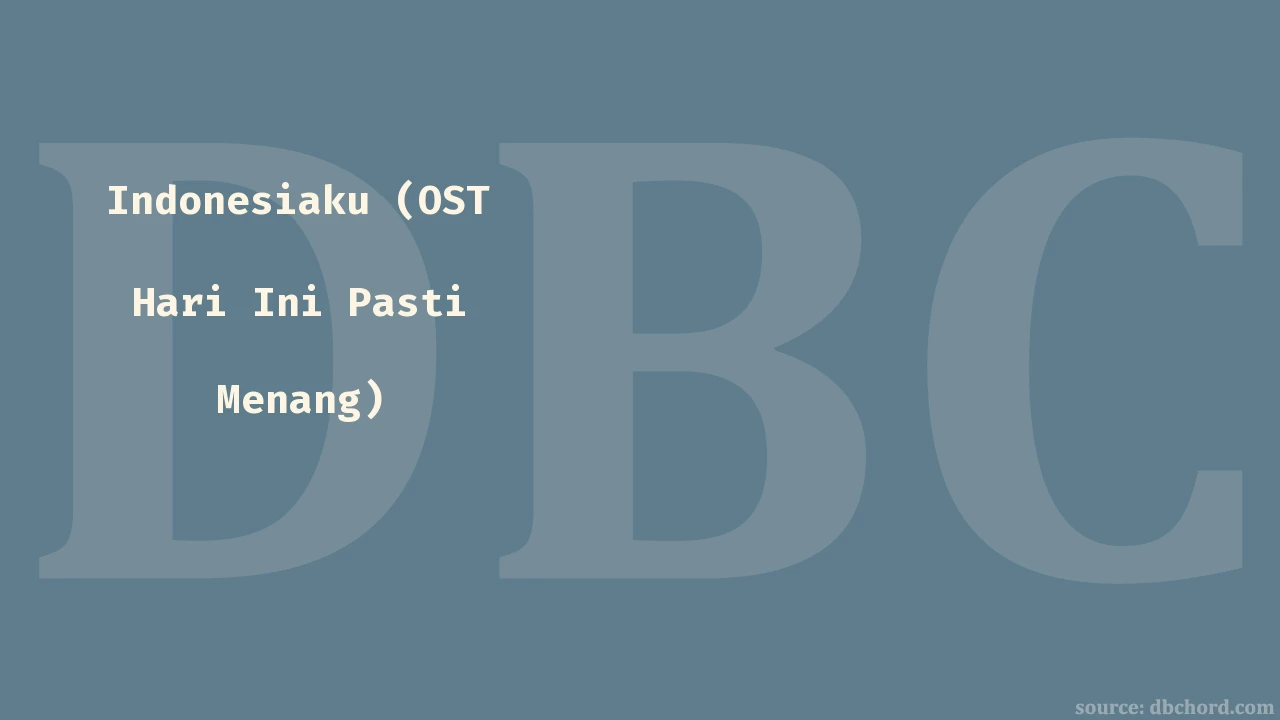 DBC
Indonesiaku (OST
Hari Ini Pasti
Menang)
source: dbchord.com